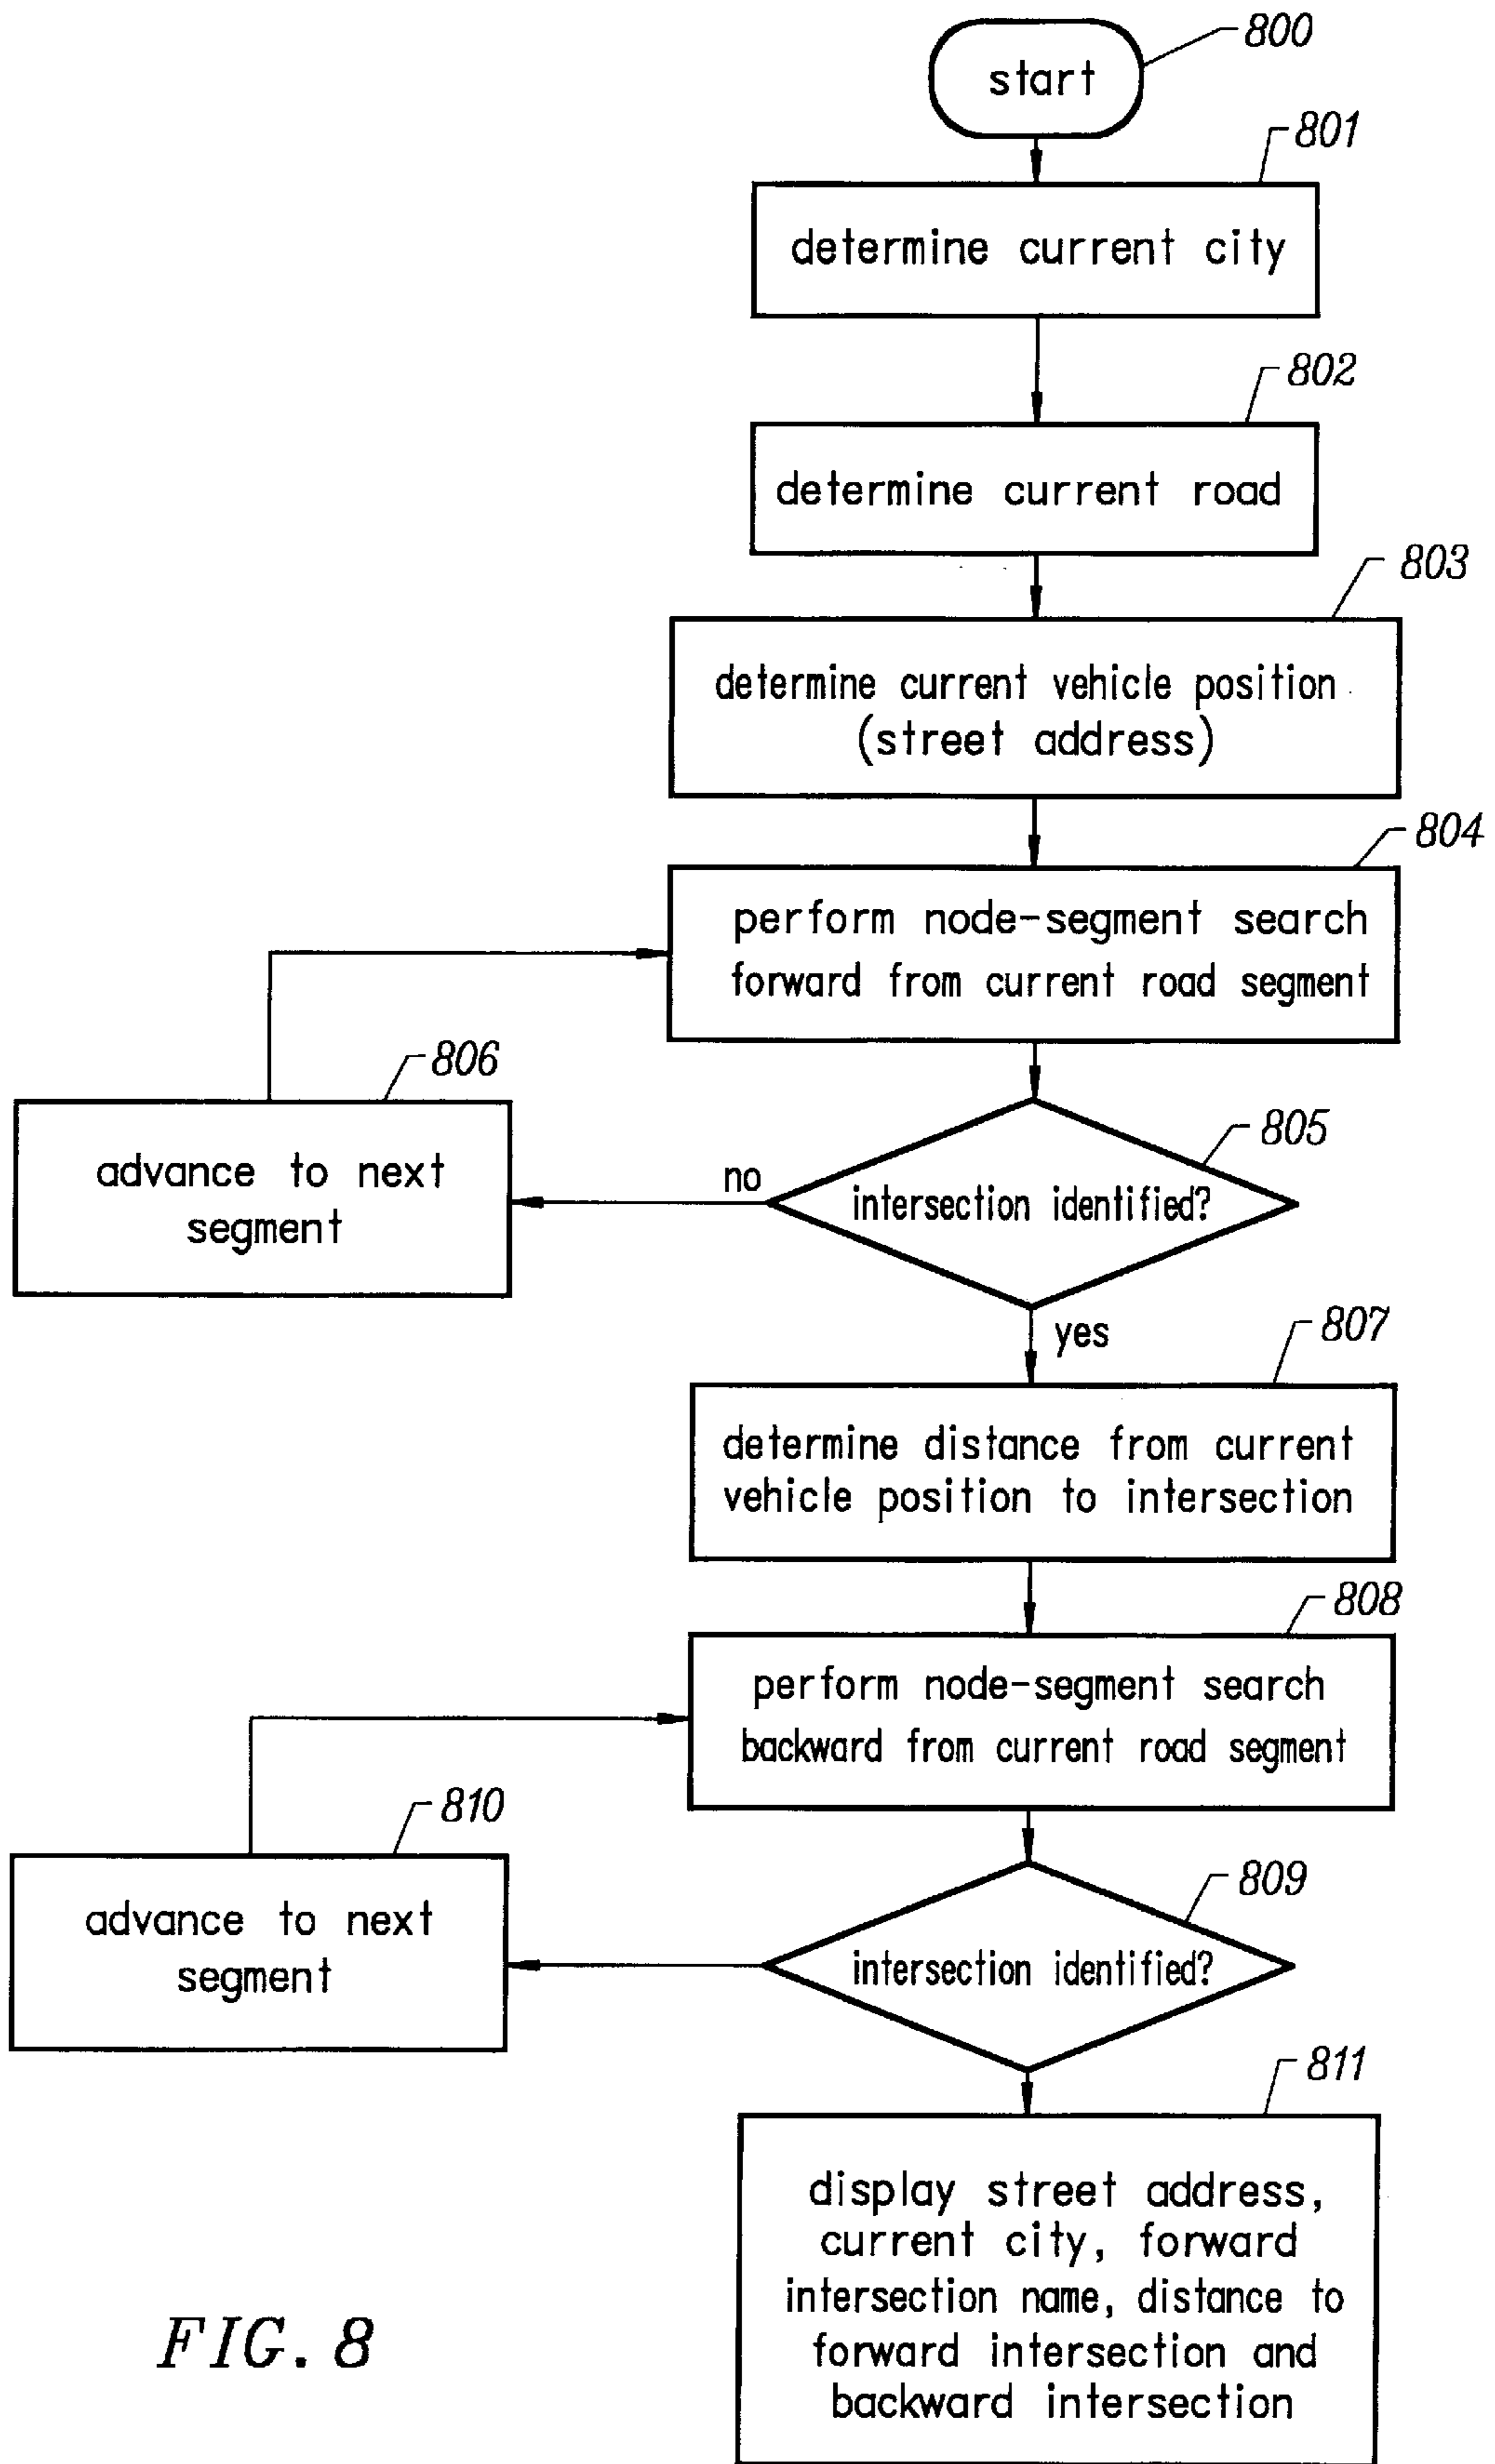 800
start
801
determine current city
802
determine current road
803
determine current vehicle position
(street address)
804
perform node-segment search
forward from current road segment
806
advance to next
segment
805
no
intersection identified?
yes
807
determine distance from current
vehicle position to intersection
808
perform node-segment search
backward from current road segment
810
advance to next
segment
809
intersection identified?
811
display street address,
current city, forward
intersection name, distance to
forward intersection and
backward intersection
FIG. 8